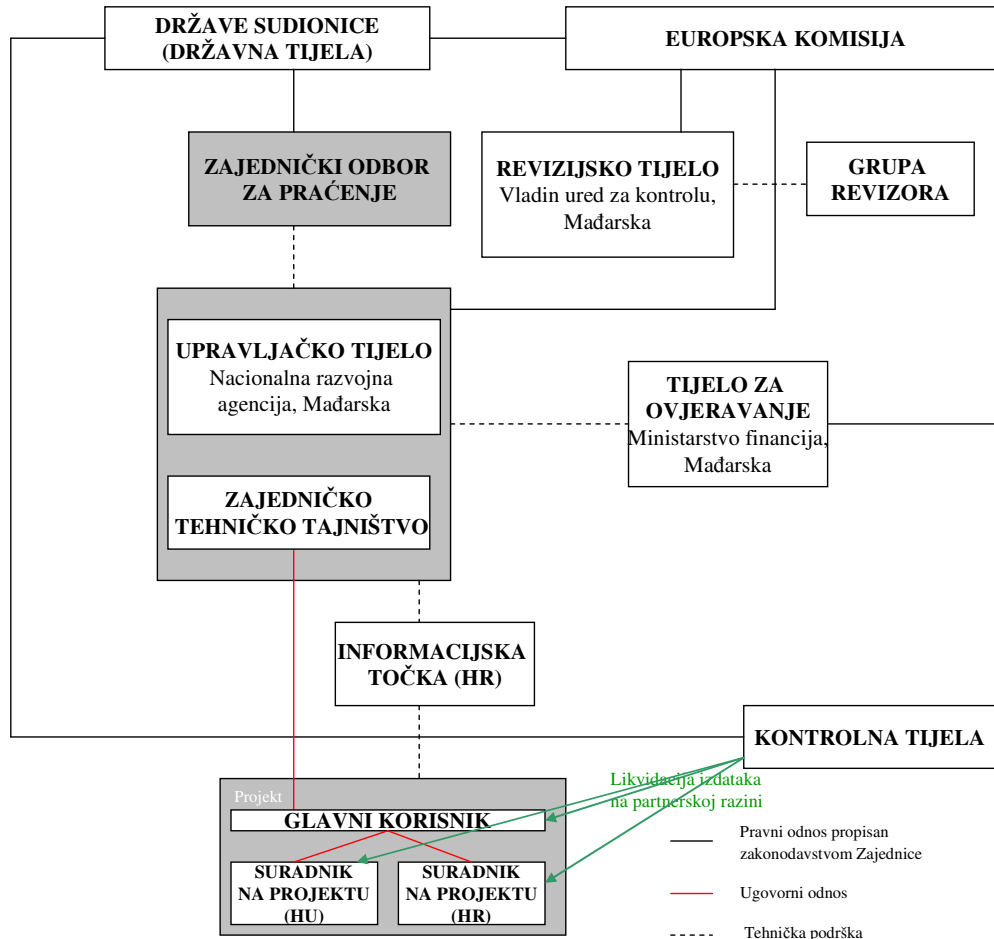 DRŽAVE SUDIONICE
(DRŽAVNA TIJELA)
EUROPSKA KOMISIJA
ZAJEDNIČKI ODBOR
ZA PRAĆENJE
REVIZIJSKO TIJELO
Vladin ured za kontrolu,
Mađarska
GRUPA
REVIZORA
UPRAVLJAČKO TIJELO
Nacionalna razvojna
agencija, Mađarska
TIJELO ZA
OVJERAVANJE
Ministarstvo financija,
Mađarska
ZAJEDNIČKO
TEHNIČKO TAJNIŠTVO
INFORMACIJSKA
TOČKA (HR)
KONTROLNA TIJELA
Likvidacija izdataka
na partnerskoj razini
Projekt
GLAVNI KORISNIK
SURADNIK
NA PROJEKTU
(HU)
SURADNIK
NA PROJEKTU
(HR)
Pravni odnos propisan
zakonodavstvom Zajednice
Ugovorni odnos
Tehnička podrška